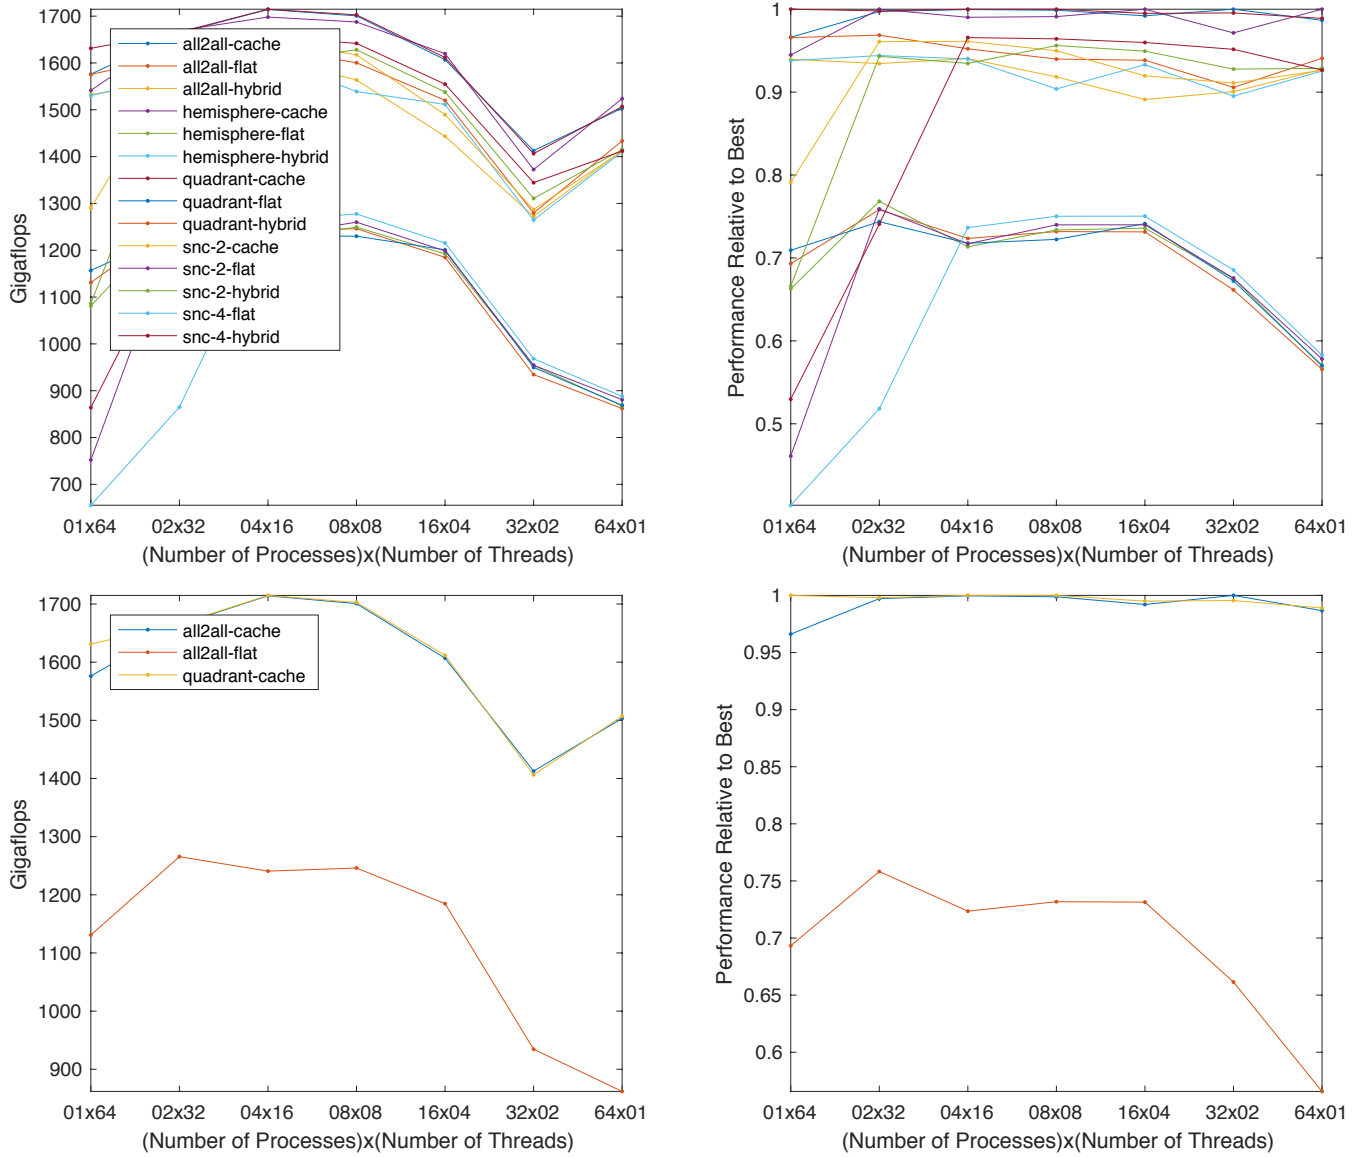 1700
1600
1500
1400
1300
1200
1100
1000
900
800
700
Gigaflops
all2all-cache
all2all-flat
all2all-hybrid
hemisphere-cache
hemisphere-flat
hemisphere-hybrid
quadrant-cache
quadrant-flat
quadrant-hybrid
snc-2-cache
snc-2-flat
snc-2-hybrid
snc-4-flat
snc-4-hybrid
01x64 02x32 04x16 08x08 16x04 32x02 64x01
(Number of Processes)x(Number of Threads)
1
0.9
0.8
0.7
0.6
0.5
Performance Relative to Best
01x64 02x32 04x16 08x08 16x04 32x02 64x01
(Number of Processes)x(Number of Threads)
1700
1600
1500
1400
1300
1200
1100
1000
900
Gigaflops
all2all-cache
all2all-flat
quadrant-cache
01x64 02x32 04x16 08x08 16x04 32x02 64x01
(Number of Processes)x(Number of Threads)
1
0.95
0.9
0.85
0.8
0.75
0.7
0.65
0.6
Performance Relative to Best
01x64 02x32 04x16 08x08 16x04 32x02 64x01
(Number of Processes)x(Number of Threads)